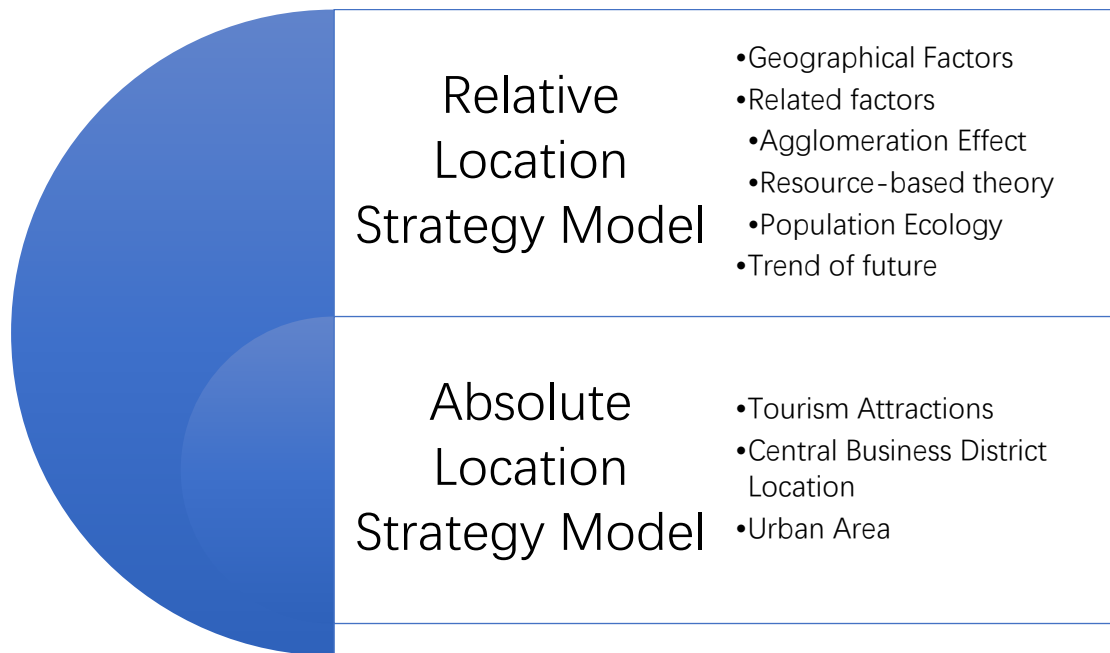 Relative
Location
Strategy Model
•Geographical Factors
•Related factors
•Agglomeration Effect
•Resource-based theory
•Population Ecology
•Trend of future
Absolute
Location
Strategy Model
•Tourism Attractions
•Central Business District
Location
•Urban Area